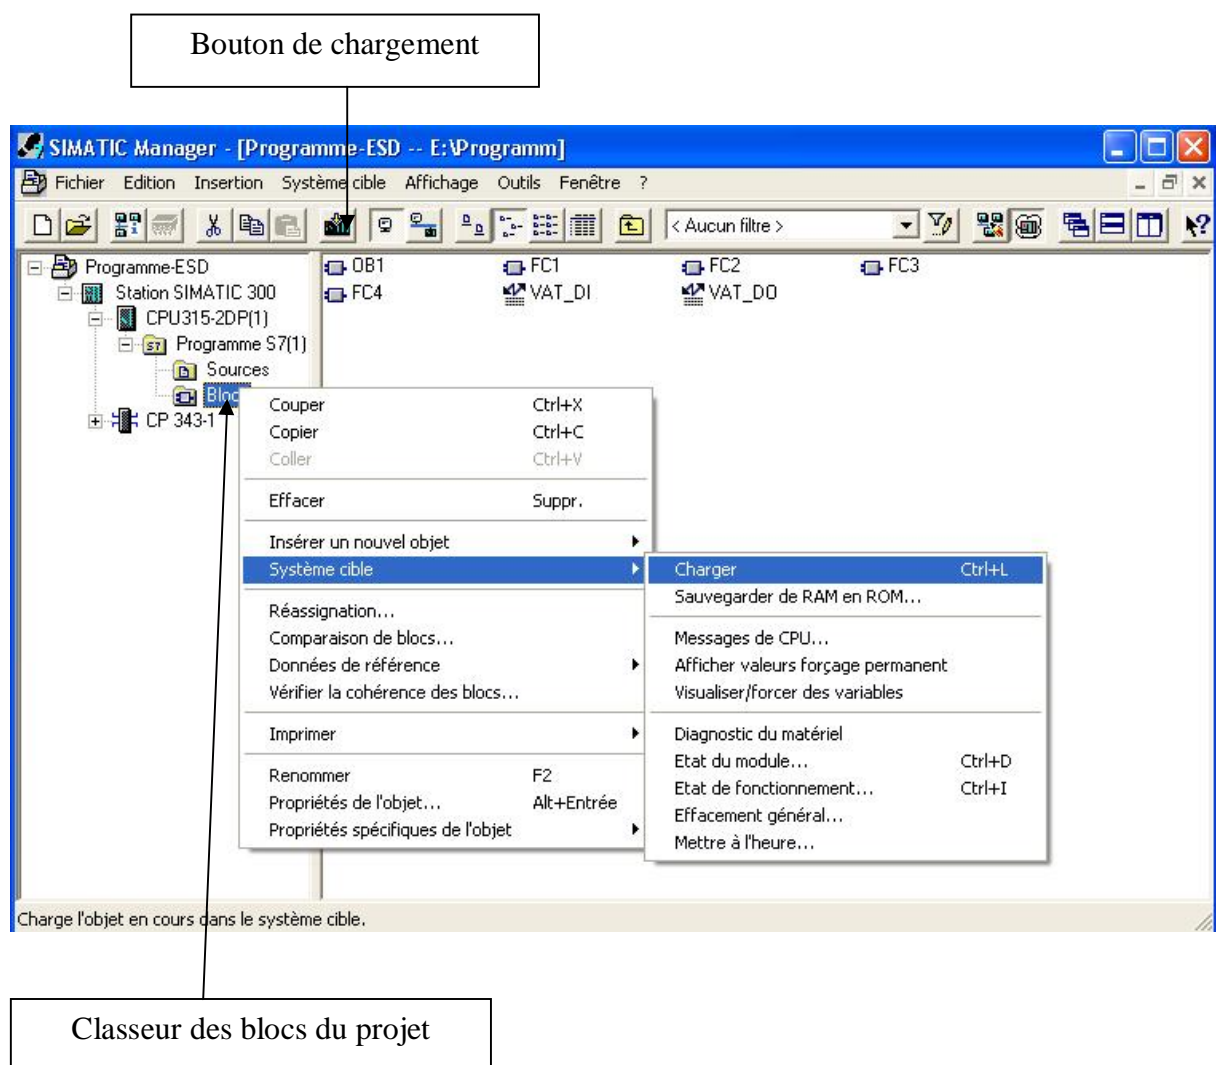 Bouton de chargement
SIMATIC Manager - [Programme-ESD -- E:\Programm]
Fichier Edition Insertion Système cible Affichage Outils Fenêtre ?
< Aucun filtre >
Programme-ESD
Station SIMATIC 300
CPU315-2DP(1)
Programme S7(1)
Sources
CP 343-1
OB1 FC1 FC2 FC3
FC4 VAT_DI VAT_DO
Couper Ctrl+X
Copier Ctrl+C
Coller Ctrl+V
Effacer Suppr.
Insérer un nouvel objet
Système cible
Réassignation...
Comparaison de blocs...
Données de référence
Vérifier la cohérence des blocs...
Imprimer
Renommer F2
Propriétés de l'objet... Alt+Entrée
Propriétés spécifiques de l'objet
Charger Ctrl+L
Sauvegarder de RAM en ROM...
Messages de CPU...
Afficher valeurs forçage permanent
Visualiser/forcer des variables
Diagnostic du matériel
Etat du module... Ctrl+D
Etat de fonctionnement... Ctrl+I
Effacement général...
Mettre à l'heure...
Charge l'objet en cours dans le système cible.
Classeur des blocs du projet